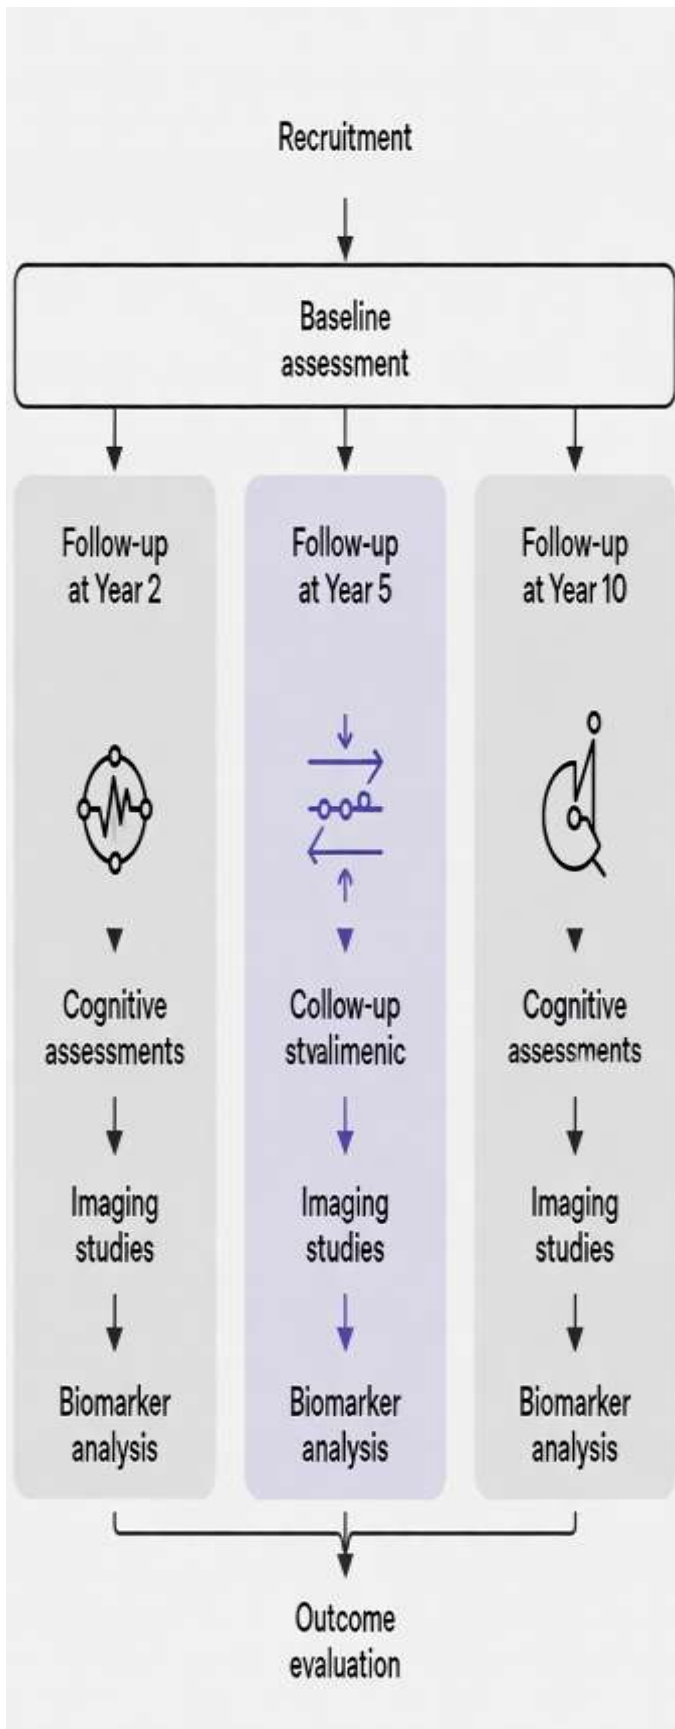 Recruitment
Baseline
assessment
Follow-up
at Year 2
Follow-up
at Year 5
Follow-up
at Year 10
Cognitive
assessments
Collow-up
stvalimenic
Cognitive
assessments
Imaging
studies
Imaging
studies
Imaging
studies
Biomarker
analysis
Biomarker
analysis
Biomarker
analysis
Outcome
evaluation